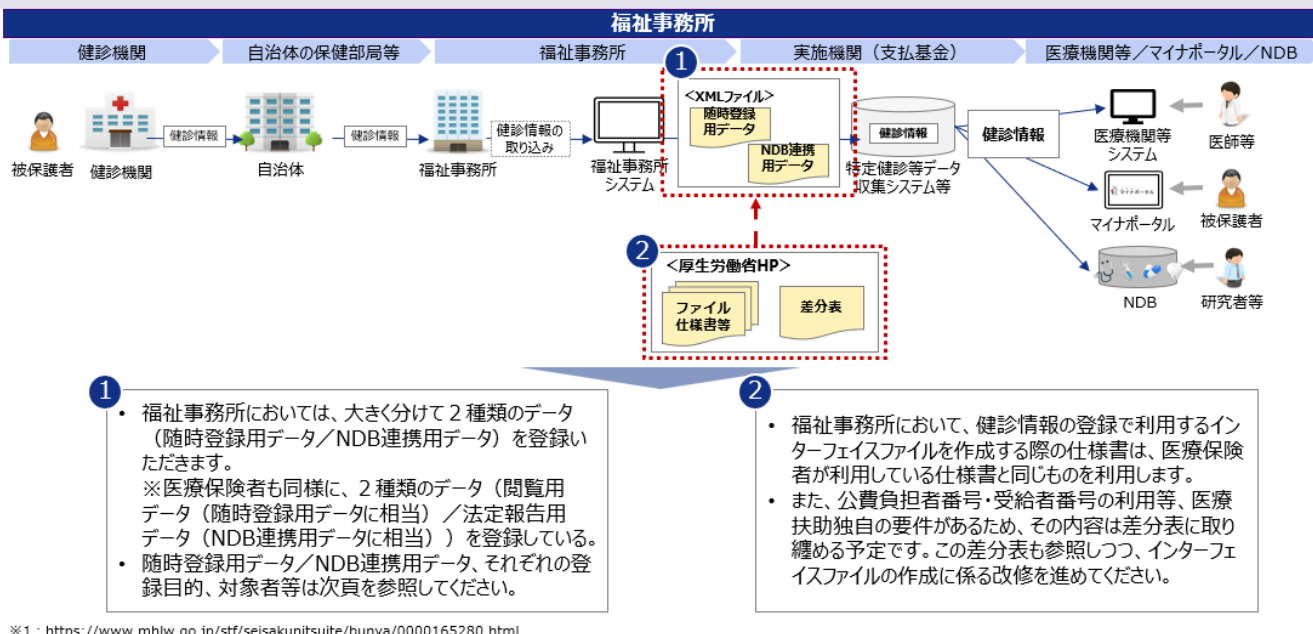 福祉事務所
健診機関
自治体の保健部局等
福祉事務所
実施機関（支払基金）
医療機関等／マイナポータル／NDB
1
<XMLファイル>
随時登録
用データ
NDB連携
用データ
被保護者
健診機関
健診情報
自治体
健診情報
福祉事務所
健診情報の
取り込み
福祉事務所
システム
健診情報
特定健診等データ
収集システム等
健診情報
医療機関等
システム
医師等
マイナポータル
マイナポータル
被保護者
NDB
研究者等
2
<厚生労働省HP>
ファイル
仕様書等
差分表
1
• 福祉事務所においては、大きく分けて２種類のデータ
（随時登録用データ／NDB連携用データ）を登録い
ただきます。
※医療保険者も同様に、２種類のデータ（閲覧用
データ（随時登録用データに相当）／法定報告用
データ（NDB連携用データに相当））を登録している。
• 随時登録用データ／NDB連携用データ、それぞれの登
録目的、対象者等は次頁を参照してください。
2
• 福祉事務所において、健診情報の登録で利用するイン
ターフェイスファイルを作成する際の仕様書は、医療保険
者が利用している仕様書と同じものを利用します。
• また、公費負担者番号・受給者番号の利用等、医療
扶助独自の要件があるため、その内容は差分表に取り
纏める予定です。この差分表も参照しつつ、インターフェ
イスファイルの作成に係る改修を進めてください。
※1：https://www.mhlw.go.jp/stf/seisakunitsuite/bunya/0000165280.html